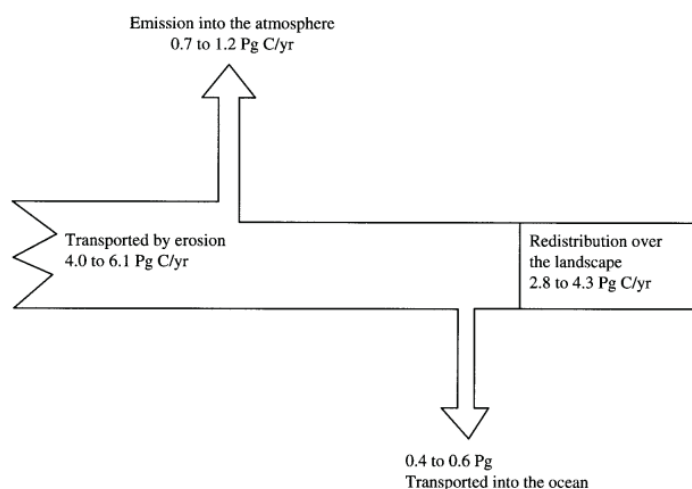 Emission into the atmosphere
0.7 to 1.2 Pg C/yr
Transported by erosion
4.0 to 6.1 Pg C/yr
Redistribution over
the landscape
2.8 to 4.3 Pg C/yr
0.4 to 0.6 Pg
Transported into the ocean